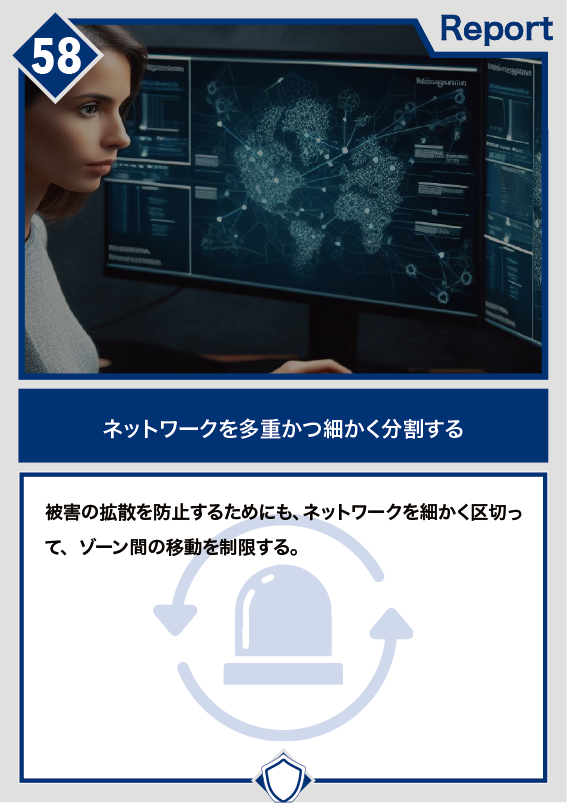 58
Report
ネットワークを多重かつ細かく分割する
被害の拡散を防止するためにも、ネットワークを細かく区切っ
て、ゾーン間の移動を制限する。